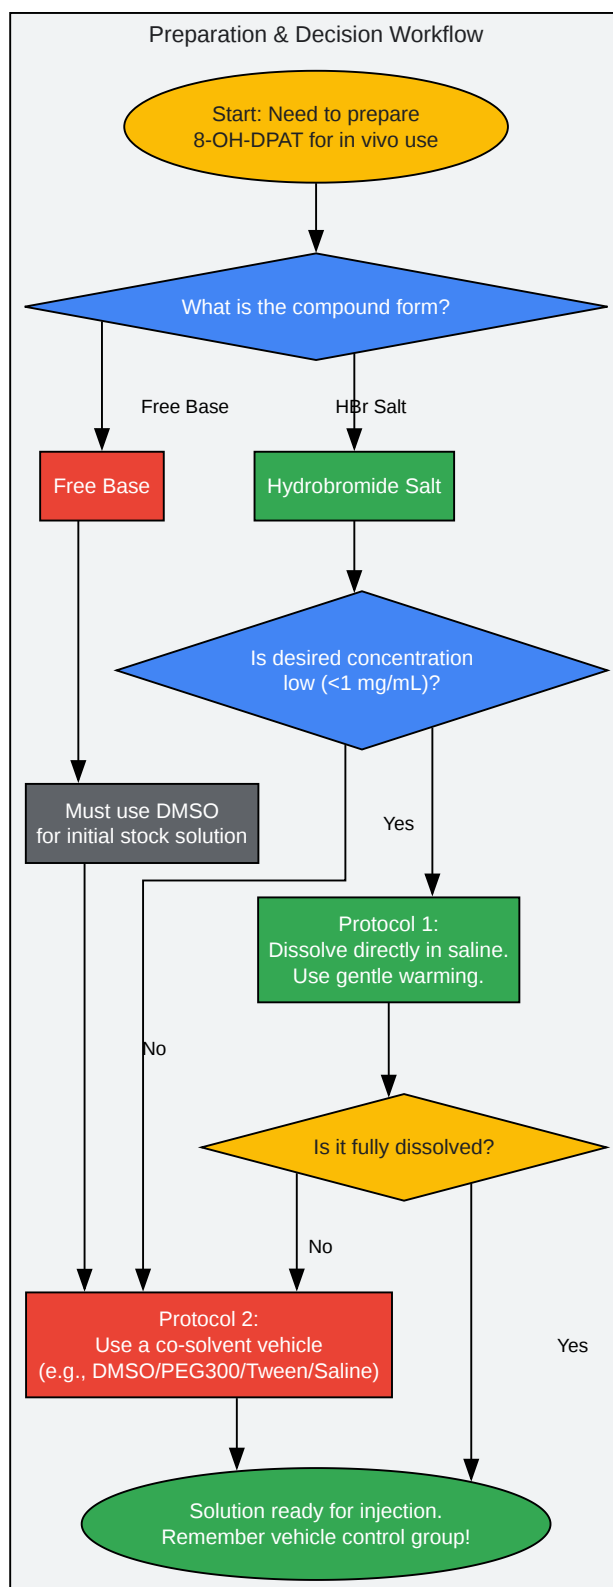 Preparation & Decision Workflow
Start: Need to prepare
8-OH-DPAT for in vivo use
What is the compound form?
Free Base
HBr Salt
Free Base
Hydrobromide Salt
Is desired concentration
low (<1 mg/mL)?
Must use DMSO
for initial stock solution
Yes
Protocol 1:
Dissolve directly in saline.
Use gentle warming.
No
Is it fully dissolved?
No
Protocol 2:
Use a co-solvent vehicle
(e.g., DMSO/PEG300/Tween/Saline)
Yes
Solution ready for injection.
Remember vehicle control group!